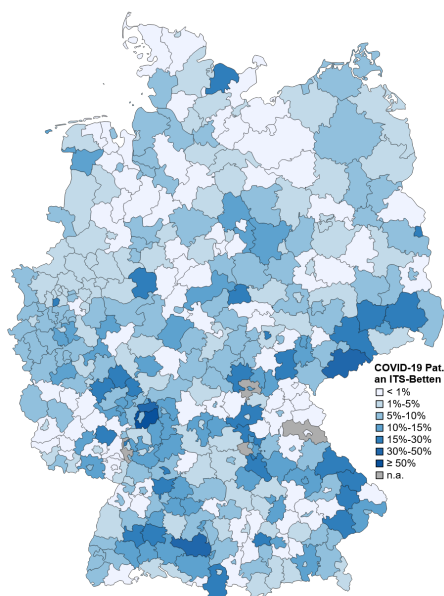 COVID-19 Pat.
an ITS-Betten
< 1%
1%-5%
5%-10%
10%-15%
15%-30%
30%-50%
≥ 50%
n.a.